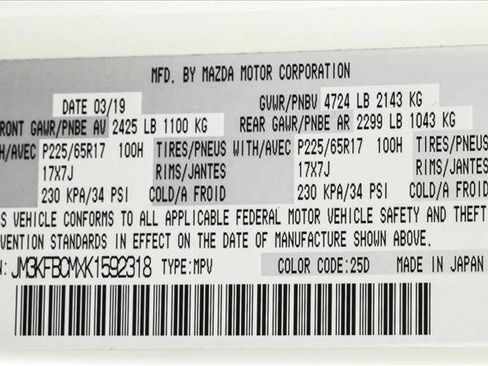 MFD. BY MAZDA MOTOR CORPORATION
DATE 03/19 GVWR/PNBV 4724 LB 2143 KG
FRONT GAWR/PNBE AV 2425 LB 1100 KG REAR GAWR/PNBE AR 2299 LB 1043 KG
H/AVEC P225/65R17 100H TIRES/PNEUS WITH/AVEC P225/65R17 100H TIRES/PNEUS
17X7J RIMS/JANTES 17X7J RIMS/JANTES
230 KPA/34 PSI COLD/A FROID 230 KPA/34 PSI COLD/A FROID
S VEHICLE CONFORMS TO ALL APPLICABLE FEDERAL MOTOR VEHICLE SAFETY AND THEFT
VENTION STANDARDS IN EFFECT ON THE DATE OF MANUFACTURE SHOWN ABOVE.
: JM3KFBCMXK1592318 TYPE:MPV COLOR CODE:25D MADE IN JAPAN